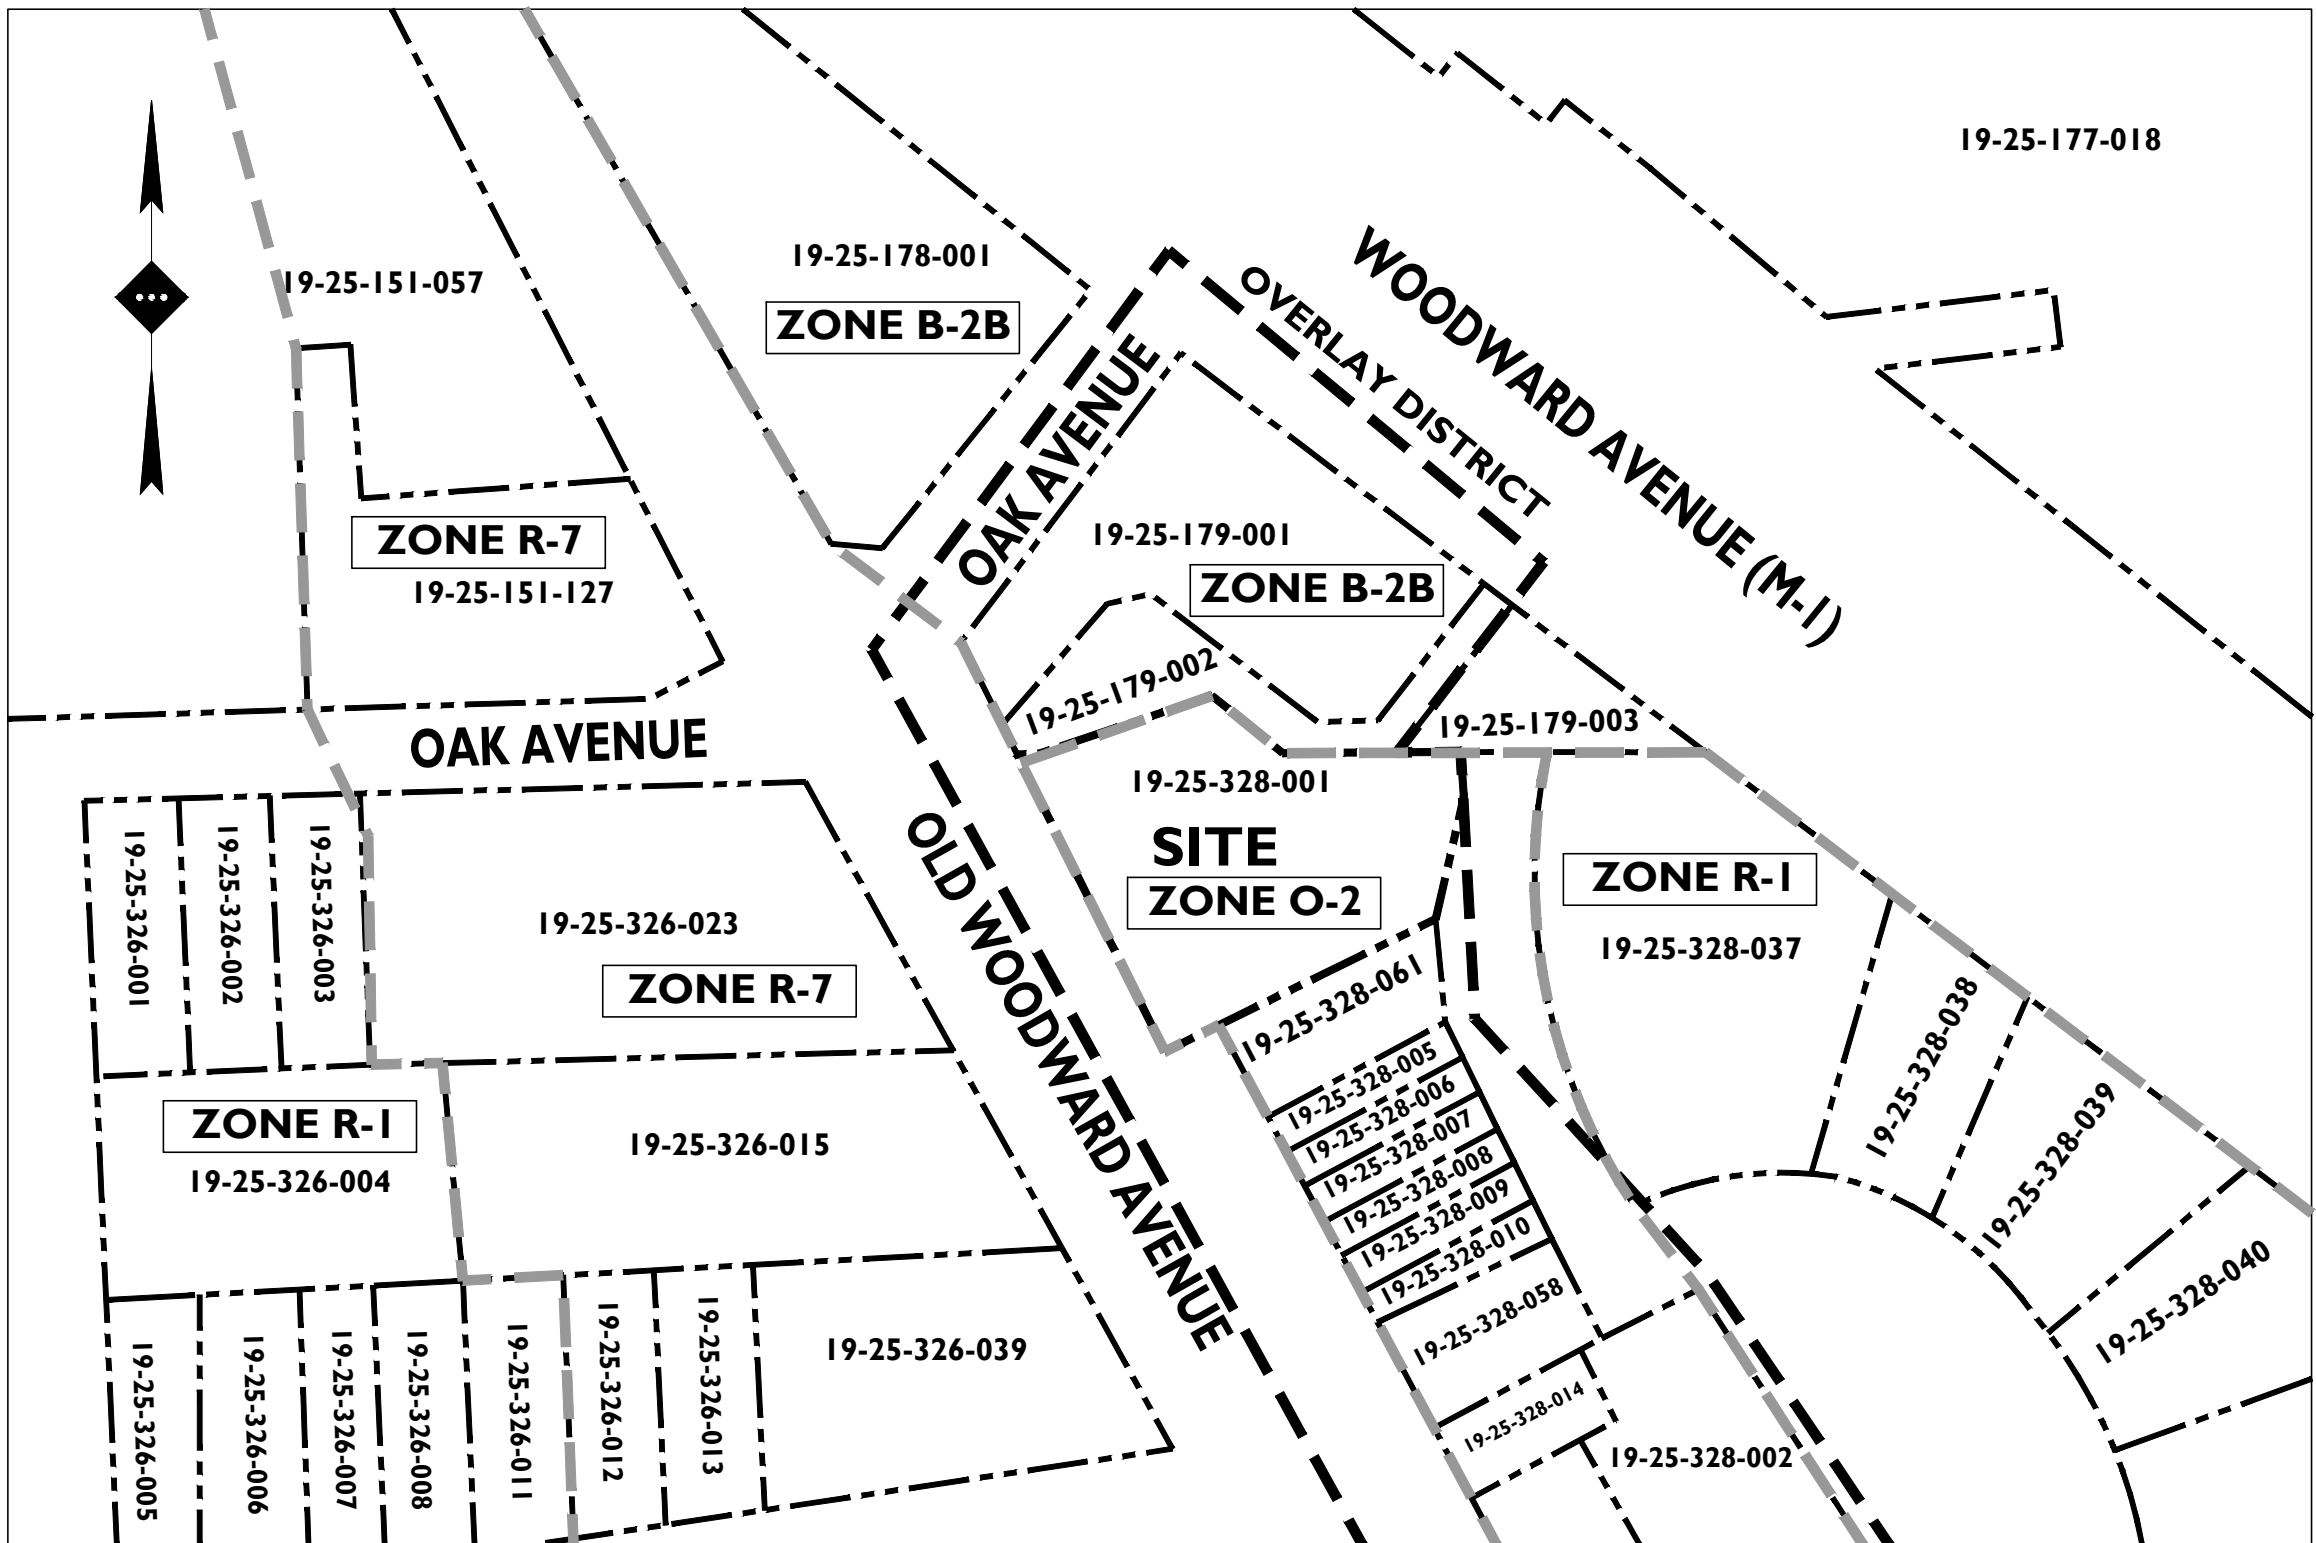 19-25-177-018
19-25-178-001
ZONE B-2B
19-25-151-057
WOODWARD AVENUE (M-1)
OVERLAY DISTRICT
OAK AVENUE
ZONE R-7
19-25-151-127
19-25-179-001
ZONE B-2B
19-25-179-002
19-25-179-003
OAK AVENUE
19-25-328-001
SITE
ZONE O-2
OLD WOODWARD AVENUE
ZONE R-1
19-25-328-037
19-25-326-001
19-25-326-002
19-25-326-003
19-25-326-023
ZONE R-7
19-25-328-061
19-25-328-038
19-25-328-039
19-25-328-040
19-25-328-005
19-25-328-006
19-25-328-007
19-25-328-008
19-25-328-009
19-25-328-010
19-25-328-058
19-25-328-014
19-25-328-002
ZONE R-1
19-25-326-004
19-25-326-015
19-25-326-005
19-25-326-006
19-25-326-007
19-25-326-008
19-25-326-011
19-25-326-012
19-25-326-013
19-25-326-039